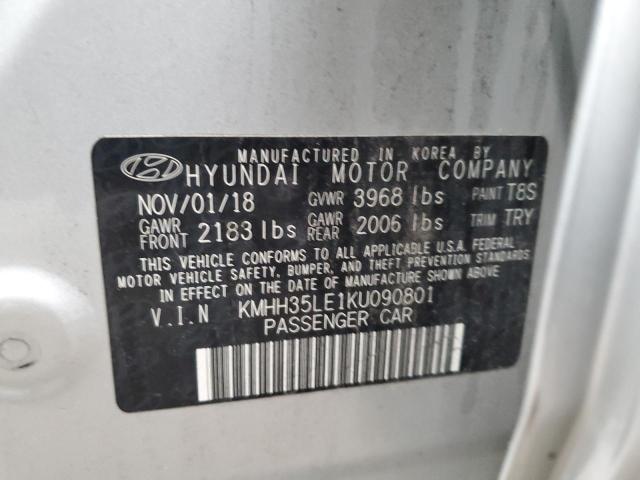 MANUFACTURED IN KOREA BY
HYUNDAI MOTOR COMPANY
NOV/01/18 GVWR 3968 lbs PAINT T8S
GAWR FRONT 2183 lbs GAWR REAR 2006 lbs TRIM TRY
THIS VEHICLE CONFORMS TO ALL APPLICABLE U.S.A. FEDERAL
MOTOR VEHICLE SAFETY, BUMPER, AND THEFT PREVENTION STANDARDS
IN EFFECT ON THE DATE OF MANUFACTURE SHOWN ABOVE.
V.I.N KMHH35LE1KU090801
PASSENGER CAR